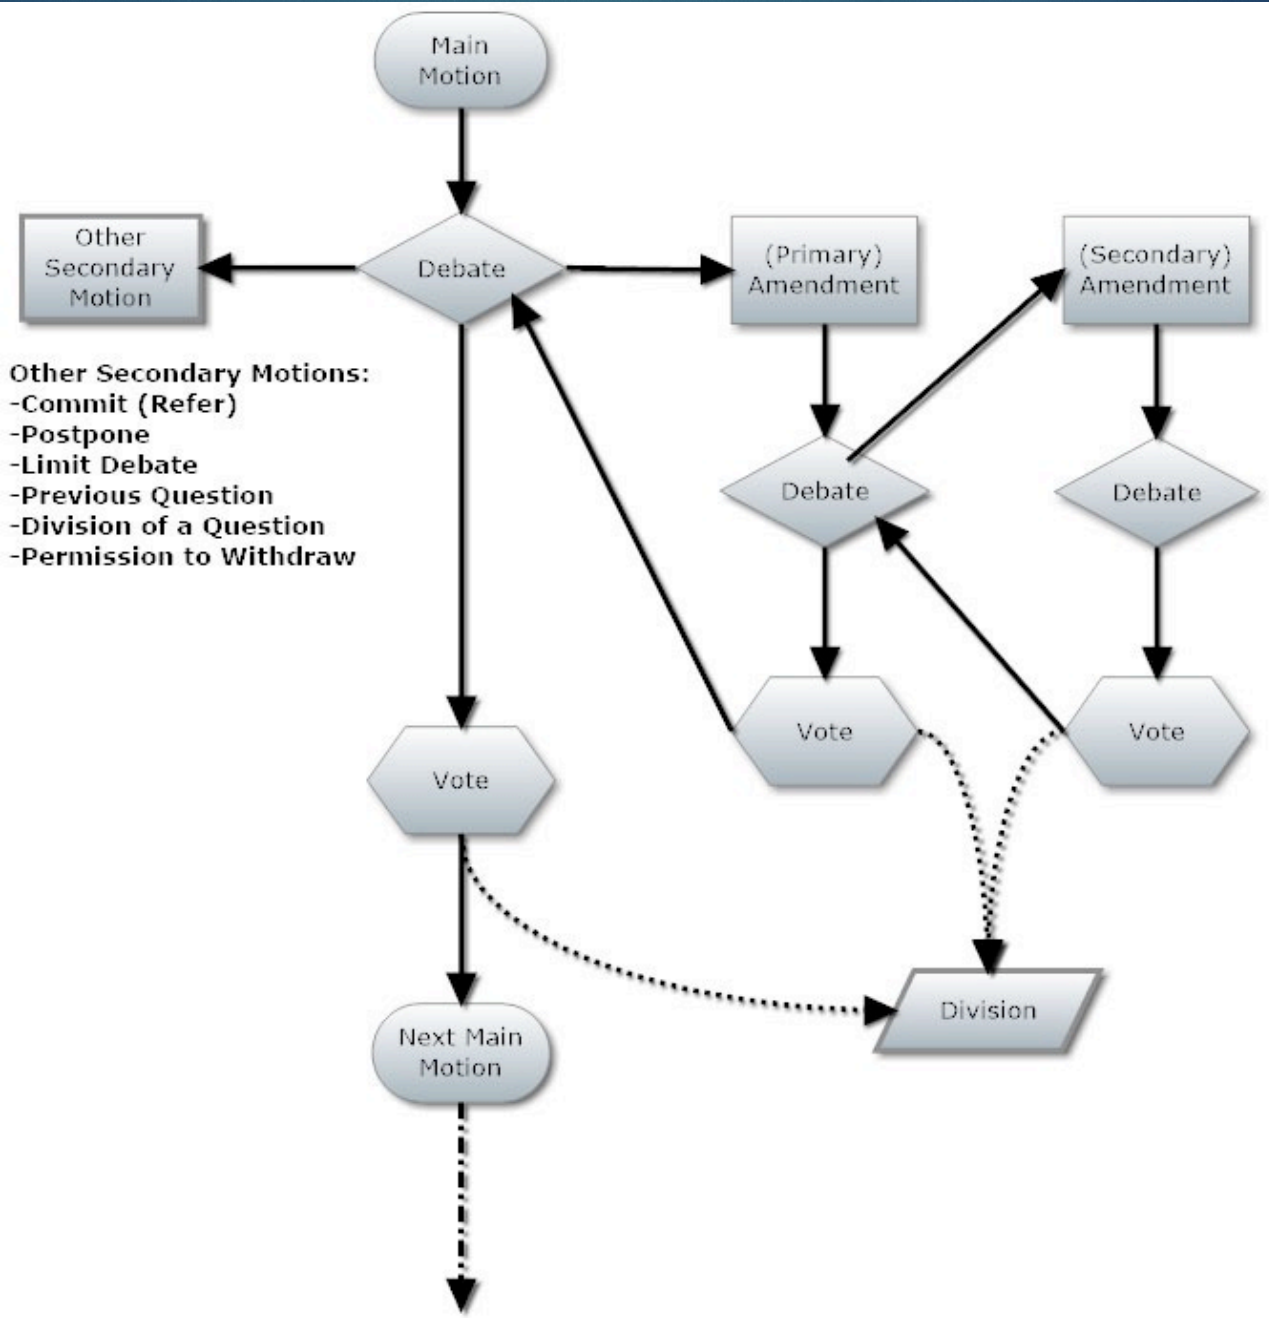 Main
Motion
Other
Secondary
Motion
Debate
(Primary)
Amendment
(Secondary)
Amendment
Other Secondary Motions:
-Commit (Refer)
-Postpone
-Limit Debate
-Previous Question
-Division of a Question
-Permission to Withdraw
Debate
Debate
Vote
Vote
Vote
Division
Next Main
Motion